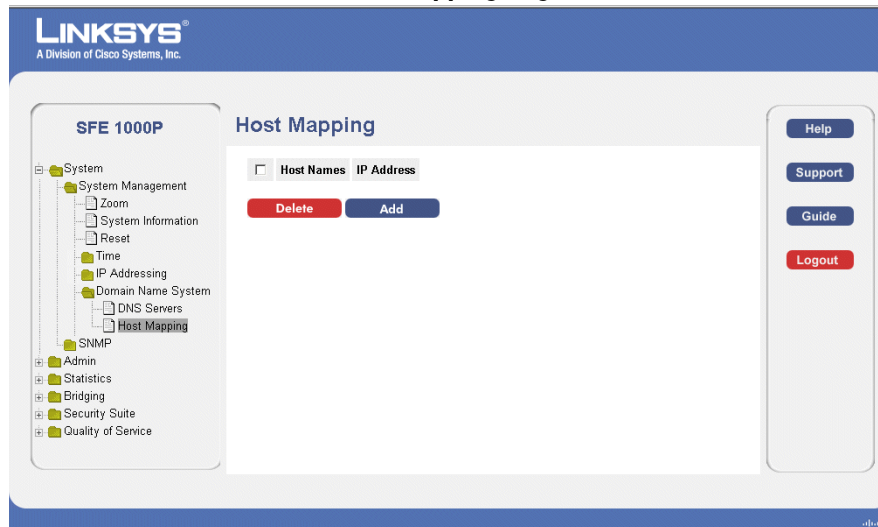 LINKSYS®
A Division of Cisco Systems, Inc.
SFE 1000P
System
System Management
Zoom
System Information
Reset
Time
IP Addressing
Domain Name System
DNS Servers
Host Mapping
SNMP
Admin
Statistics
Bridging
Security Suite
Quality of Service
Host Mapping
Host Names IP Address
Delete Add
Help
Support
Guide
Logout